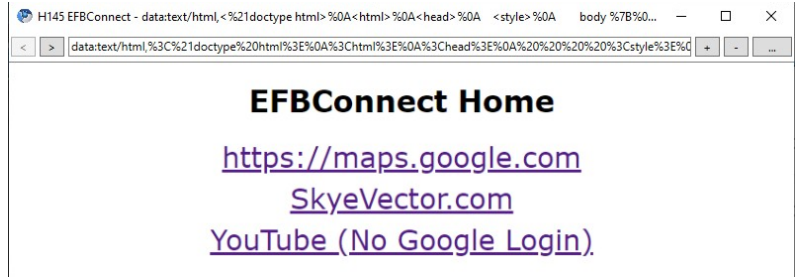 H145 EFBConnect - data:text/html,<%21doctype html>%0A<html>%0A<head>%0A <style>%0A body %7B%0...
< > data:text/html,%3C%21doctype%20html%3E%0A%3Chtml%3E%0A%3Chead%3E%0A%20%20%20%20%3Cstyle%3E%0 + - ...
EFBConnect Home
https://maps.google.com
SkyeVector.com
YouTube (No Google Login)